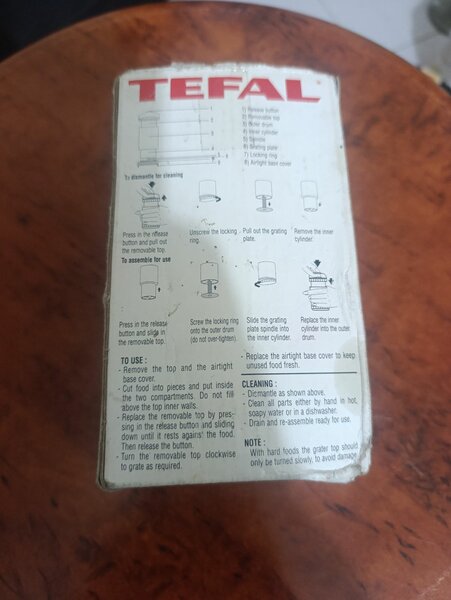 TEFAL
1) Release button
2) Removable top
3) Outer drum
4) Inner cylinder
5) Spindle
6) Grating plate
7) Locking ring
8) Airtight base cover
To dismantle for cleaning
Press in the release
button and pull out
the removable top.
Unscrew the locking
ring.
Pull out the grating
plate.
Remove the inner
cylinder.
To assemble for use
Press in the release
button and slide in
the removable top.
Screw the locking ring
onto the outer drum
(do not over-tighten).
Slide the grating
plate spindle into
the inner cylinder.
Replace the inner
cylinder into the outer
drum.
TO USE :
- Remove the top and the airtight
base cover.
- Cut food into pieces and put inside
the two compartments. Do not fill
above the top inner walls.
- Replace the removable top by pres-
sing in the release button and sliding
down until it rests against the food.
Then release the button.
- Turn the removable top clockwise
to grate as required.
- Replace the airtight base cover to keep
unused food fresh.
CLEANING :
- Dicmantle as shown above.
- Clean all parts either by hand in hot,
soapy water or in a dishwasher.
- Drain and re-assemble ready for use.
NOTE :
With hard foods the grater top should
only be turned slowly, to avoid damage